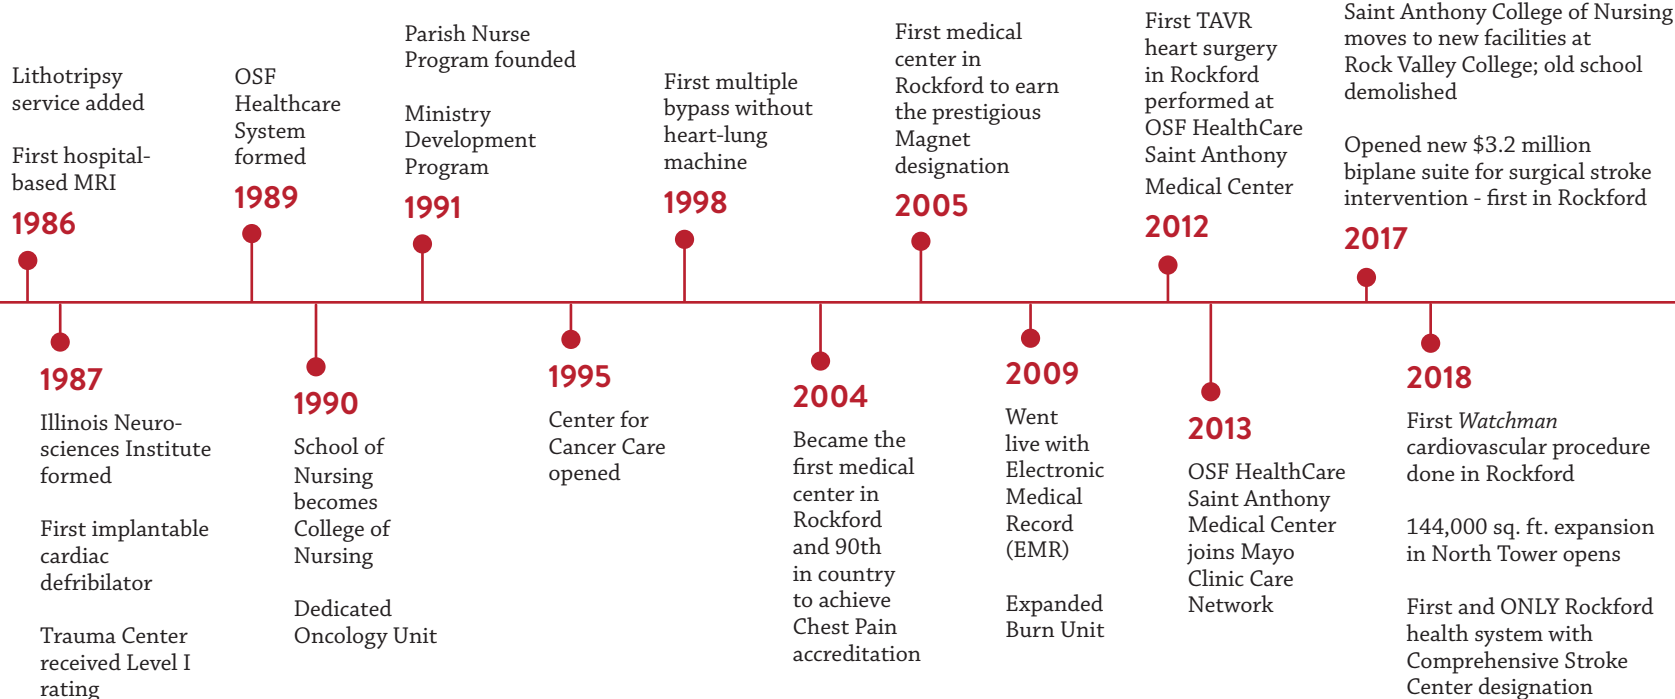 Lithotripsy
service added
First hospital-
based MRI
1986
OSF
Healthcare
System
formed
1989
Parish Nurse
Program founded
Ministry
Development
Program
1991
First multiple
bypass without
heart-lung
machine
1998
First medical
center in
Rockford to earn
the prestigious
Magnet
designation
2005
First TAVR
heart surgery
in Rockford
performed at
OSF HealthCare
Saint Anthony
Medical Center
2012
Saint Anthony College of Nursing
moves to new facilities at
Rock Valley College; old school
demolished
Opened new $3.2 million
biplane suite for surgical stroke
intervention - first in Rockford
2017
1987
Illinois Neuro-
sciences Institute
formed
First implantable
cardiac
defribilator
Trauma Center
received Level I
rating
1990
School of
Nursing
becomes
College of
Nursing
Dedicated
Oncology Unit
1995
Center for
Cancer Care
opened
2004
Became the
first medical
center in
Rockford
and 90th
in country
to achieve
Chest Pain
accreditation
2009
Went
live with
Electronic
Medical
Record
(EMR)
Expanded
Burn Unit
2013
OSF HealthCare
Saint Anthony
Medical Center
joins Mayo
Clinic Care
Network
2018
First Watchman
cardiovascular procedure
done in Rockford
144,000 sq. ft. expansion
in North Tower opens
First and ONLY Rockford
health system with
Comprehensive Stroke
Center designation